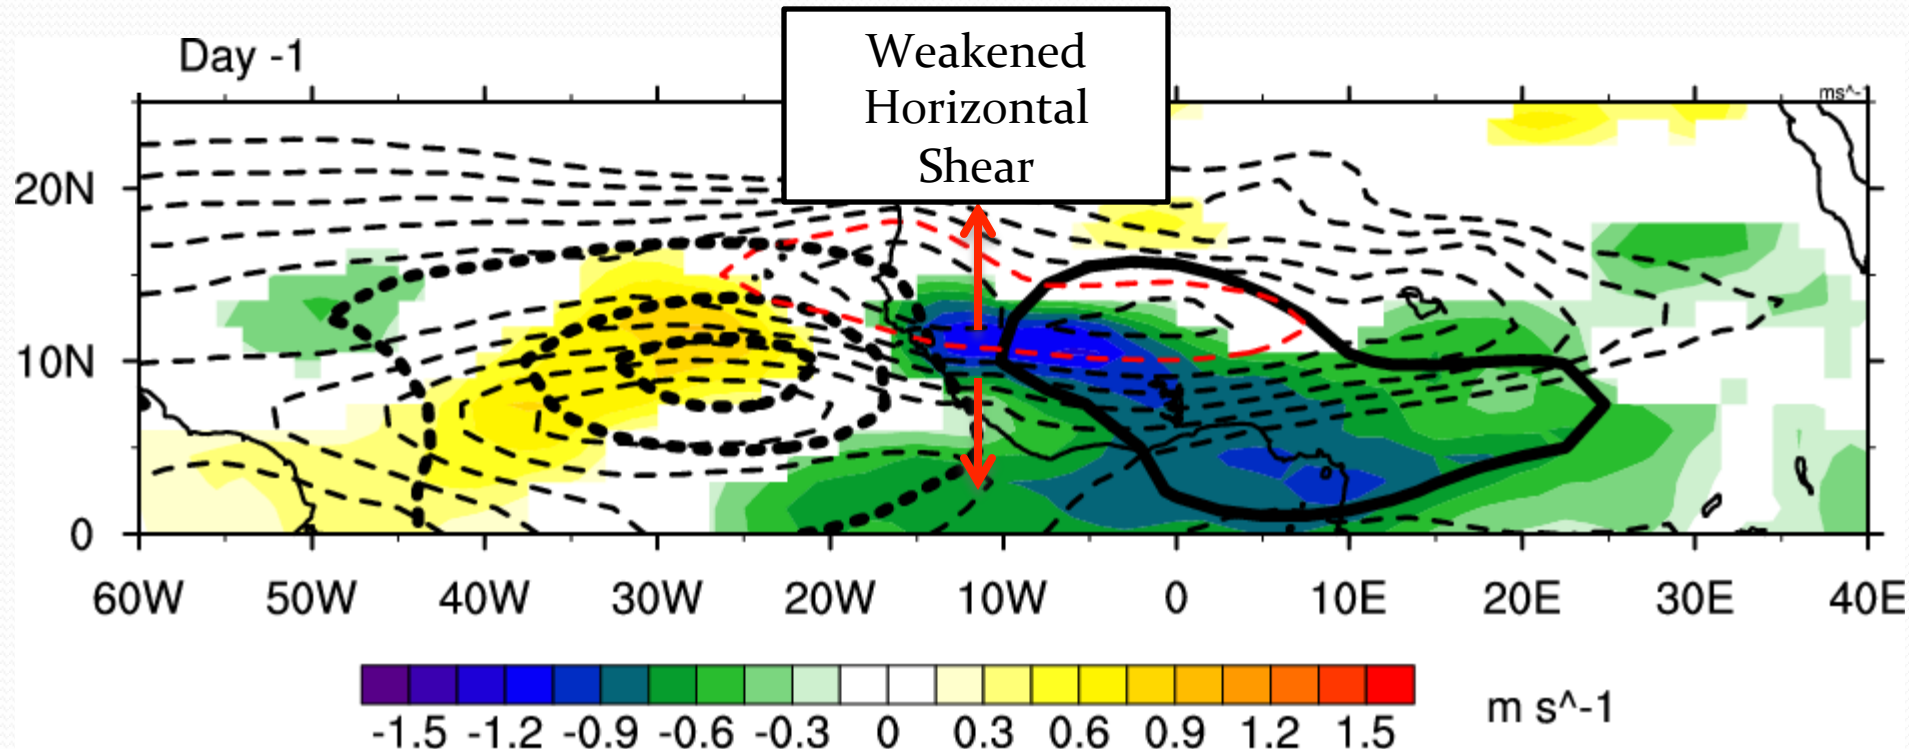 Day -1
Weakened
Horizontal
Shear
ms^-1
20N
10N
0
60W 50W 40W 30W 20W 10W 0 10E 20E 30E 40E
-1.5 -1.2 -0.9 -0.6 -0.3 0 0.3 0.6 0.9 1.2 1.5
m s^-1